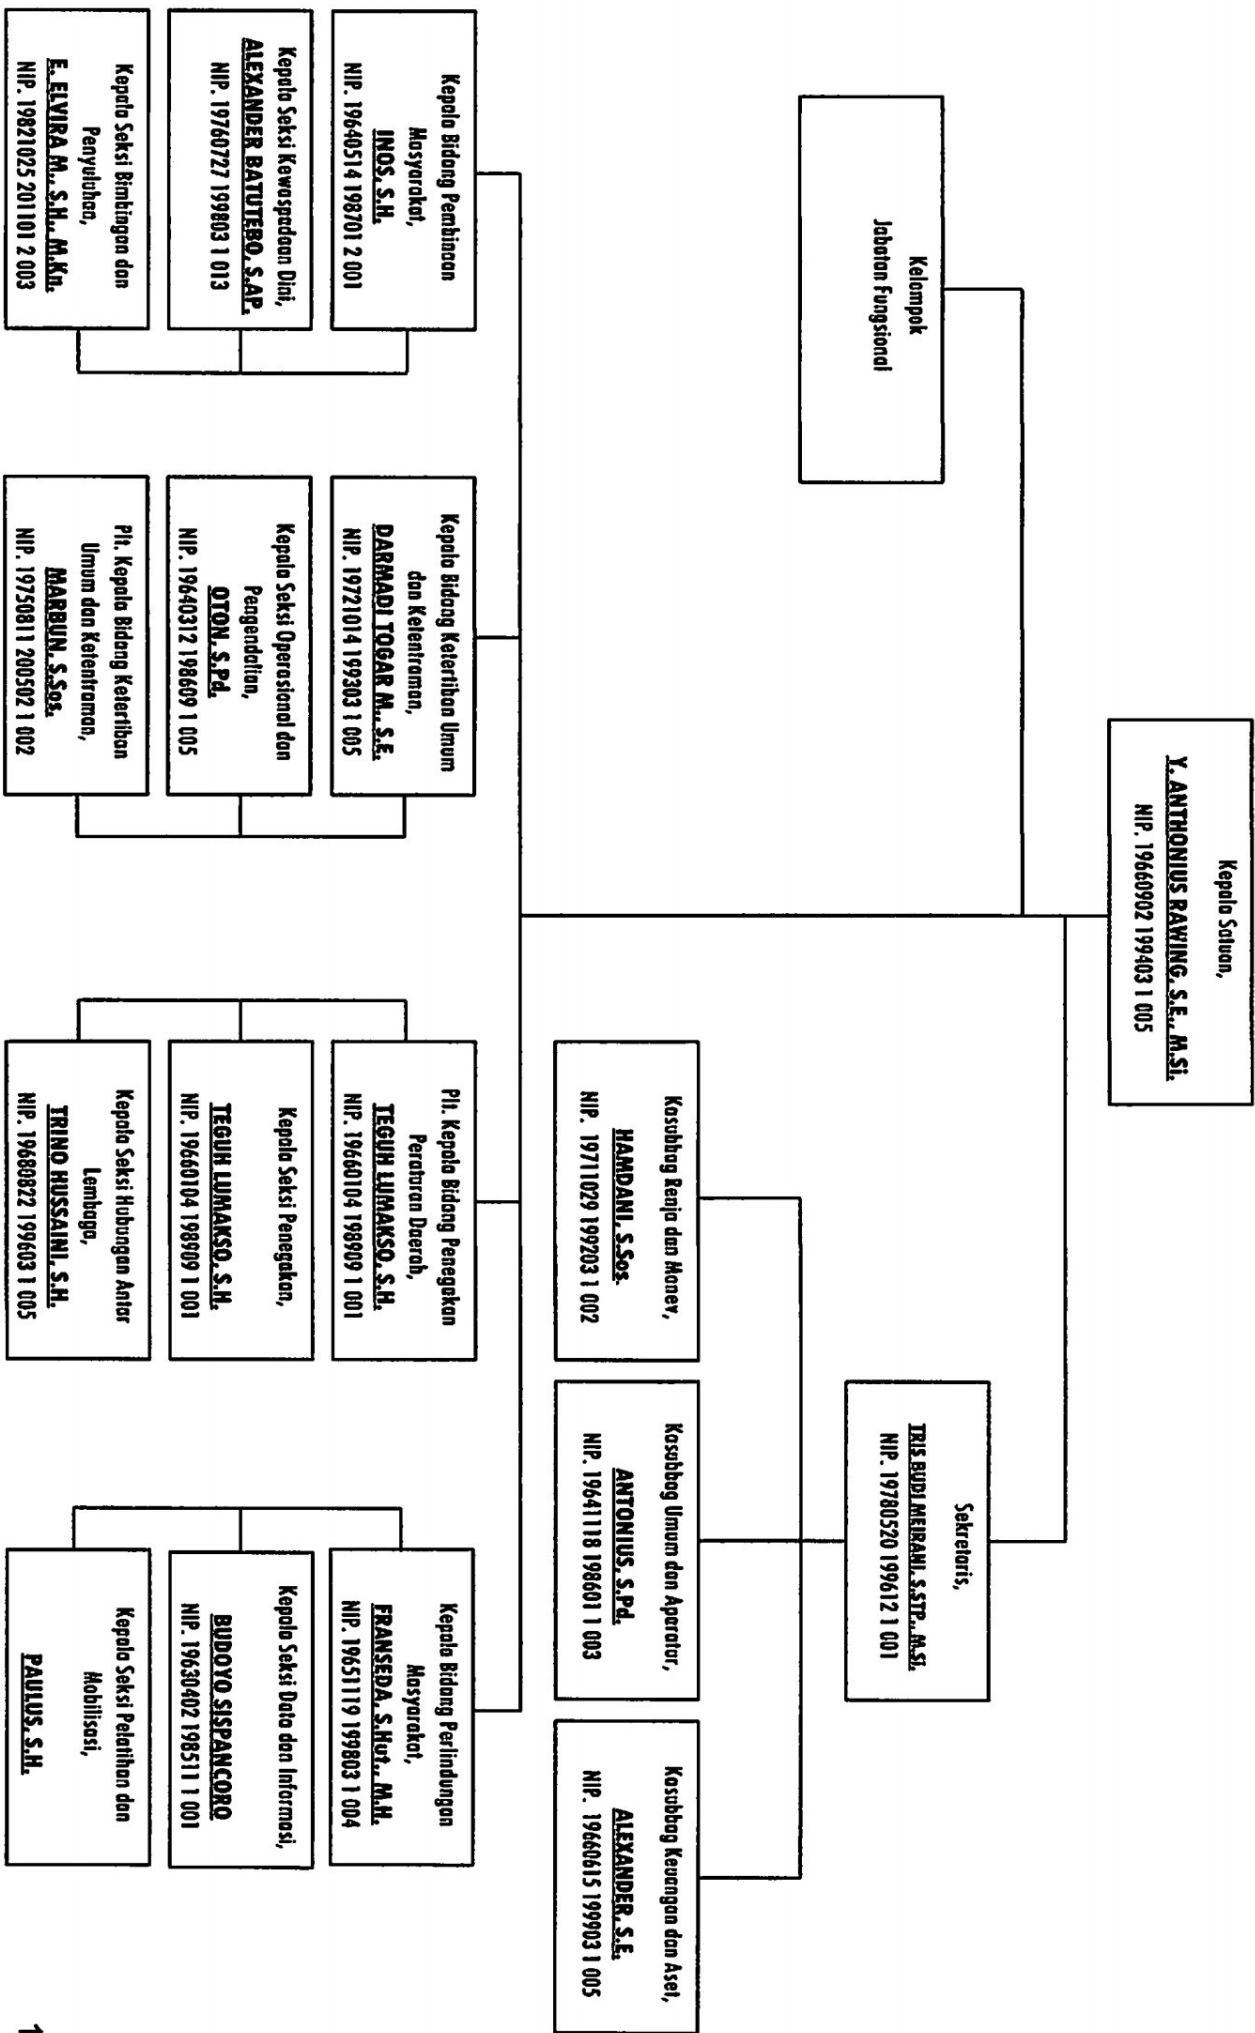 Kepala Satuan,
Y. ANTHONIUS RAWING, S.E., M.Si.
NIP. 19660902 199403 1 005
Kelompok
Jabatan Fungsional
Sekretaris,
TRIS BUDI MEIRANI, S.STP., M.Si.
NIP. 19780520 199612 1 001
Kasubbag Renja dan Monev,
HAMDANI, S.Sos.
NIP. 19711029 199203 1 002
Kasubbag Umum dan Aparatur,
ANTONIUS, S.Pd.
NIP. 19641118 198601 1 003
Kasubbag Keuangan dan Aset,
ALEXANDER, S.E.
NIP. 19660615 199903 1 005
Kepala Bidang Pembinaan
Masyarakat,
INOS, S.H.
NIP. 19640514 198701 2 001
Kepala Seksi Kewaspadaan Dini,
ALEXANDER BATUTEBO, S.AP.
NIP. 19760727 199803 1 013
Kepala Seksi Bimbingan dan
Penyuluhan,
E. ELVIRA M., S.H., M.Kn.
NIP. 19821025 201101 2 003
Kepala Bidang Ketertiban Umum
dan Ketentraman,
DARMADI TOGAR M., S.E.
NIP. 19721014 199303 1 005
Kepala Seksi Operasional dan
Pengendalian,
OTON, S.Pd.
NIP. 19640312 198609 1 005
Plt. Kepala Bidang Ketertiban
Umum dan Ketentraman,
MARBUN, S.Sos.
NIP. 19750811 200502 1 002
Plt. Kepala Bidang Penegakan
Peraturan Daerah,
TEGUH LUMAKSO, S.H.
NIP. 19660104 198909 1 001
Kepala Seksi Penegakan,
TEGUH LUMAKSO, S.H.
NIP. 19660104 198909 1 001
Kepala Seksi Hubungan Antar
Lembaga,
TRINO HUSSAINI, S.H.
NIP. 19680822 199603 1 005
Kepala Bidang Perlindungan
Masyarakat,
FRANSEDA, S.Hut., M.H.
NIP. 19651119 199803 1 004
Kepala Seksi Data dan Informasi,
BUDOYO SISPANCORO
NIP. 19630402 198511 1 001
Kepala Seksi Pelatihan dan
Mobilisasi,
PAULUS, S.H.